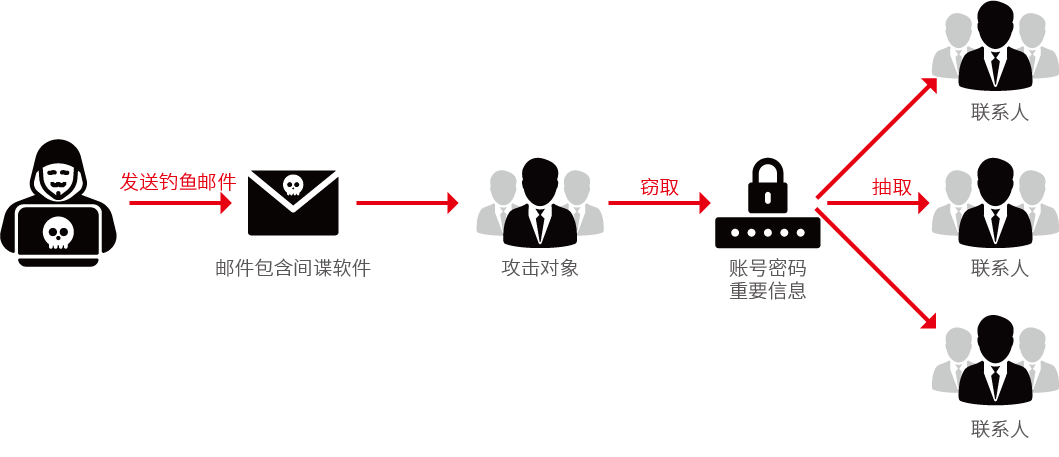 发送钓鱼邮件
邮件包含间谍软件
攻击对象
窃取
账号密码
重要信息
抽取
联系人
联系人
联系人